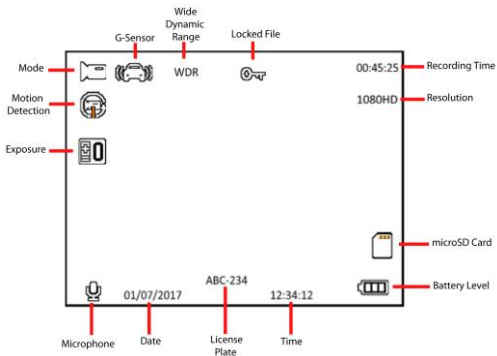 Wide
Dynamic
Range
G-Sensor
Locked File
Mode
WDR
00:45:25
Recording Time
Motion
Detection
1080HD
Resolution
Exposure
0
microSD Card
Battery Level
ABC-234
01/07/2017
12:34:12
Microphone
Date
License
Plate
Time